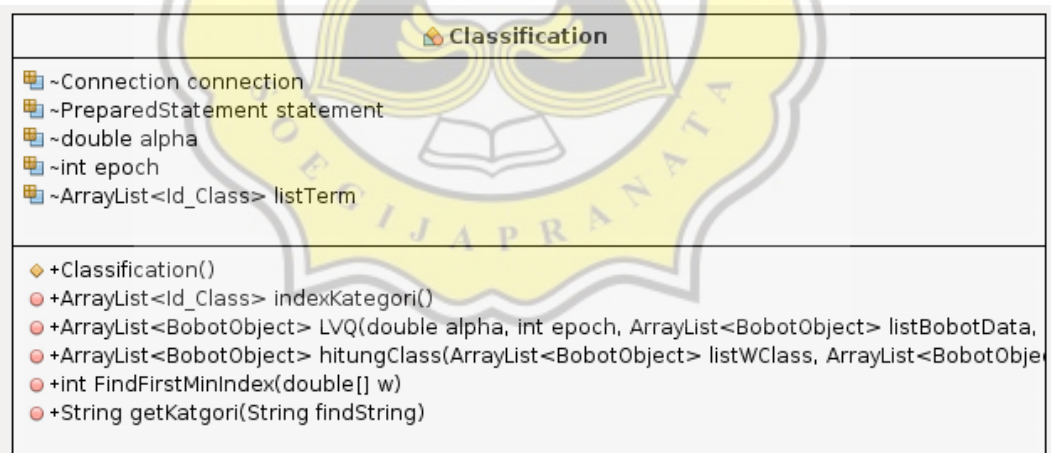 Classification
~Connection connection
~PreparedStatement statement
~double alpha
~int epoch
~ArrayList<Id_Class> listTerm
SOEGIJAPRANATA
+Classification()
+ArrayList<Id_Class> indexKategori()
+ArrayList<BobotObject> LVQ(double alpha, int epoch, ArrayList<BobotObject> listBobotData,
+ArrayList<BobotObject> hitungClass(ArrayList<BobotObject> listWClass, ArrayList<BobotObje
+int FindFirstMinIndex(double[] w)
+String getKatgori(String findString)